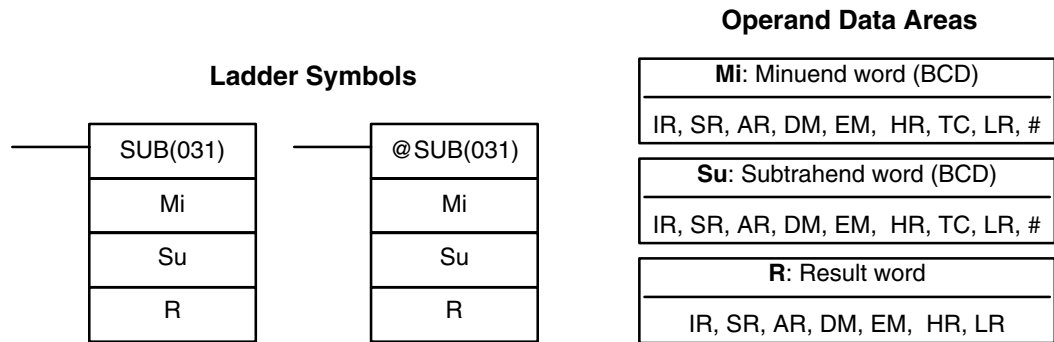 Ladder Symbols
SUB(031)
Mi
Su
R
@SUB(031)
Mi
Su
R
Operand Data Areas
Mi: Minuend word (BCD)
IR, SR, AR, DM, EM, HR, TC, LR, #
Su: Subtrahend word (BCD)
IR, SR, AR, DM, EM, HR, TC, LR, #
R: Result word
IR, SR, AR, DM, EM, HR, LR